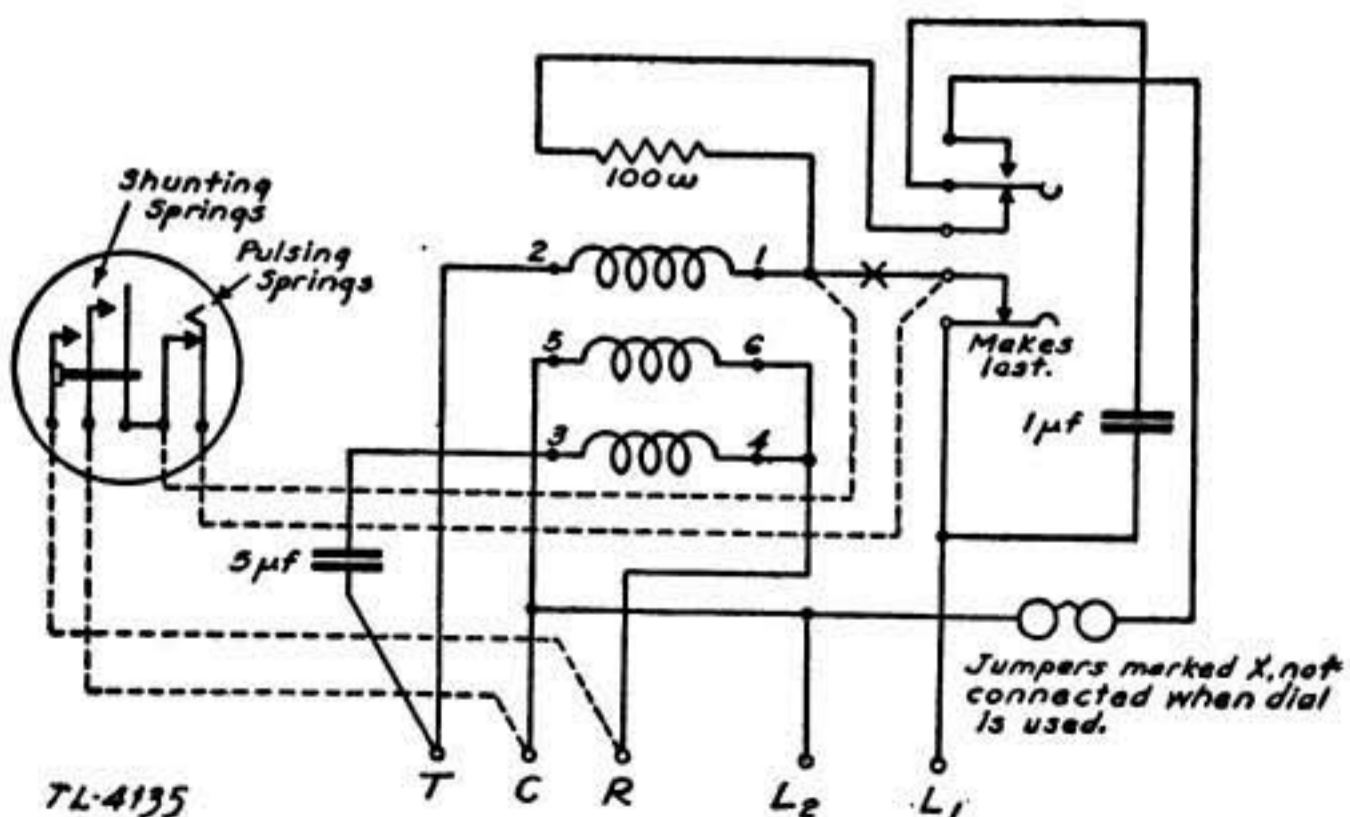 Shunting
Springs
Pulsing
Springs
100ω
2
1
5
6
3
4
Makes
last.
1μf
5μf
Jumpers marked X, not
connected when dial
is used.
T
C
R
L2
L1
TL-4135